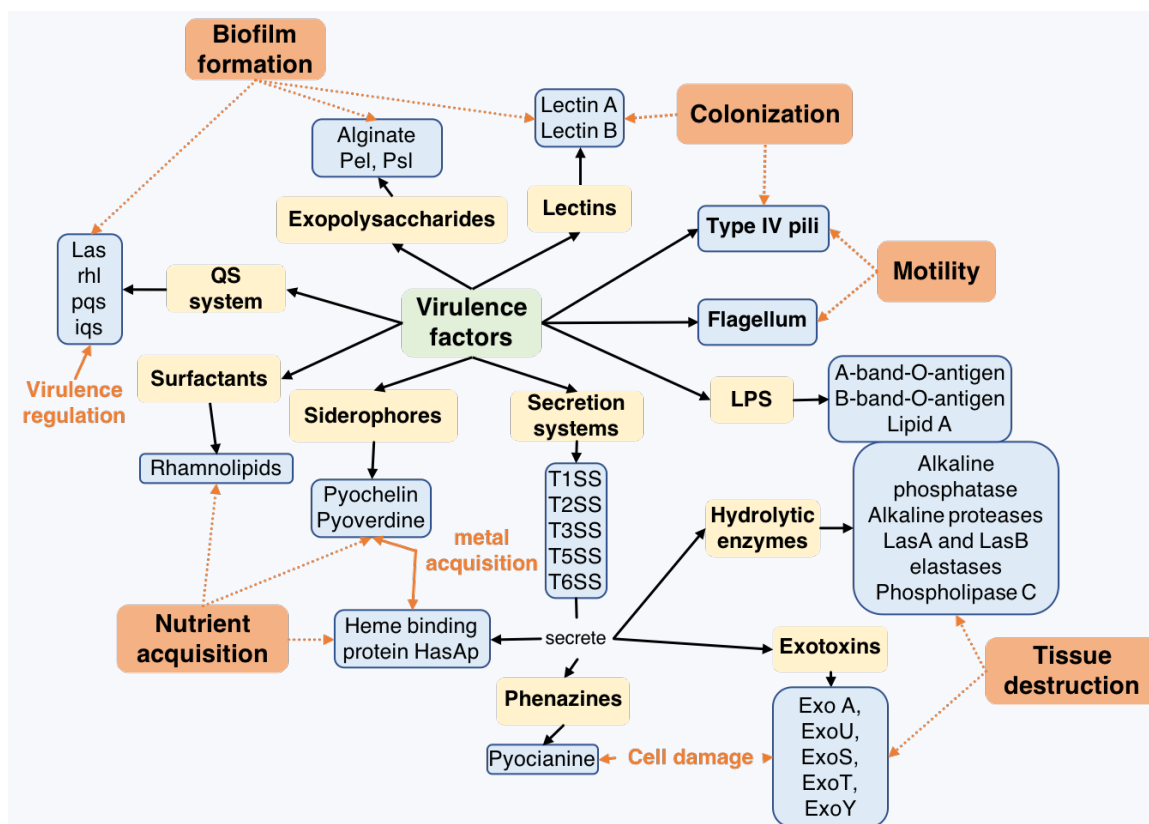 Biofilm
formation
Lectin A
Lectin B
Colonization
Alginate
Pel, Psl
Exopolysaccharides
Lectins
Type IV pili
Las
rhl
pqs
iqs
QS
system
Motility
Virulence
factors
Flagellum
Virulence
regulation
Surfactants
Siderophores
Secretion
systems
LPS
A-band-O-antigen
B-band-O-antigen
Lipid A
Rhamnolipids
Pyochelin
Pyoverdine
metal
acquisition
T1SS
T2SS
T3SS
T5SS
T6SS
Hydrolytic
enzymes
Alkaline
phosphatase
Alkaline proteases
LasA and LasB
elastases
Phospholipase C
Nutrient
acquisition
Heme binding
protein HasAp
secrete
Exotoxins
Tissue
destruction
Phenazines
Pyocianine
Cell damage
Exo A,
ExoU,
ExoS,
ExoT,
ExoY